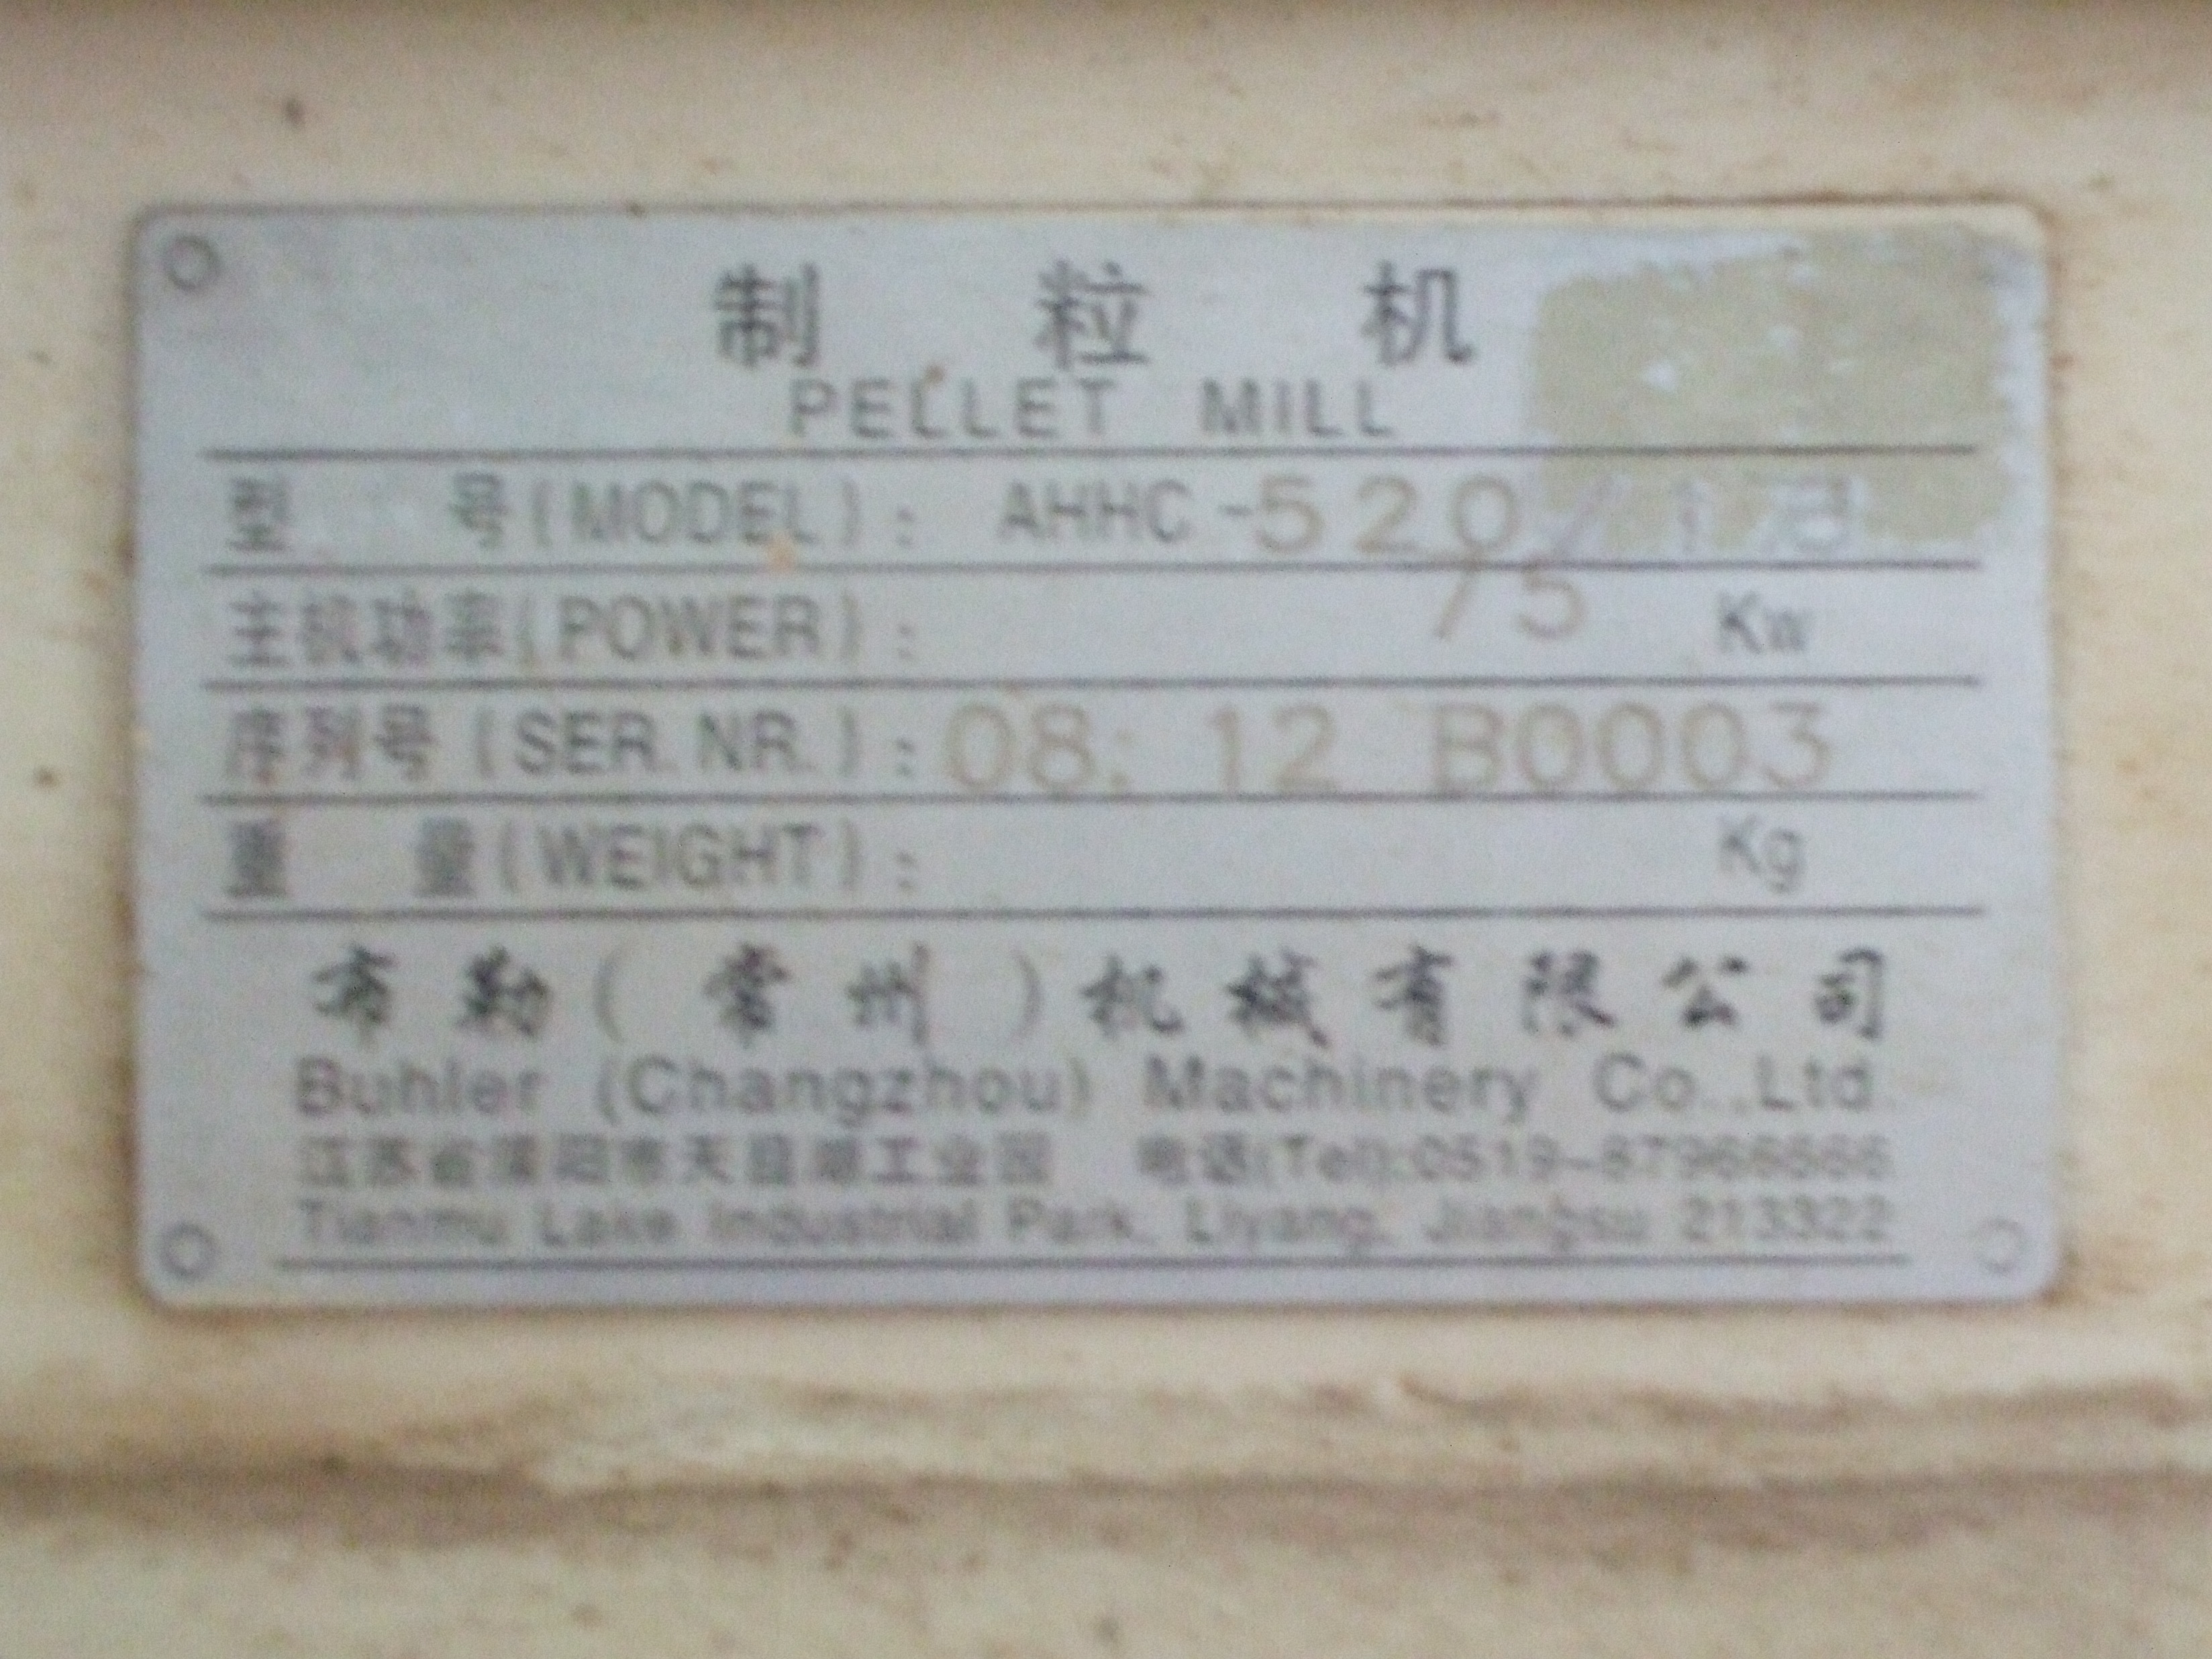 制 粒 机
PELLET MILL
型 号(MODEL): AHHC-520/
主机功率(POWER): 75 Kw
序列号(SER.NR.): 08. 12 B0003
重 量(WEIGHT): Kg
布勒(常州)机械有限公司
Buhler (Changzhou) Machinery Co.,Ltd.
江苏省溧阳市天目湖工业园 电话(Tel):0519-
Tianmu Lake Industrial Park, Liyang, Jiangsu 213322